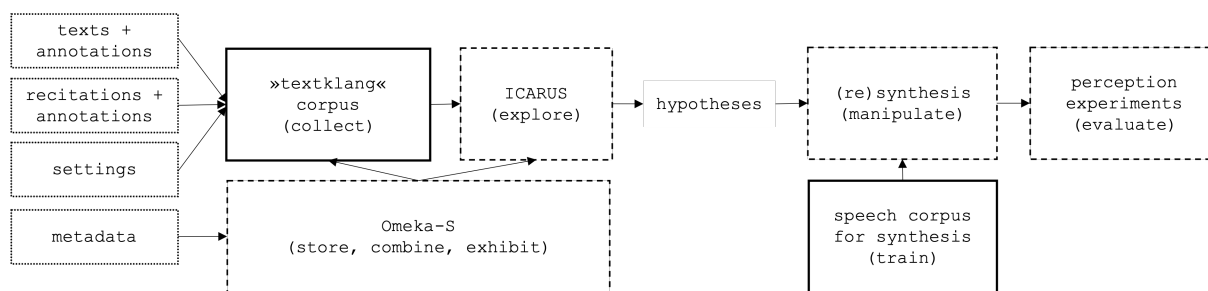 texts +
annotations
recitations +
annotations
settings
metadata
»textklang«
corpus
(collect)
ICARUS
(explore)
Omeka-S
(store, combine, exhibit)
hypotheses
(re)synthesis
(manipulate)
speech corpus
for synthesis
(train)
perception
experiments
(evaluate)